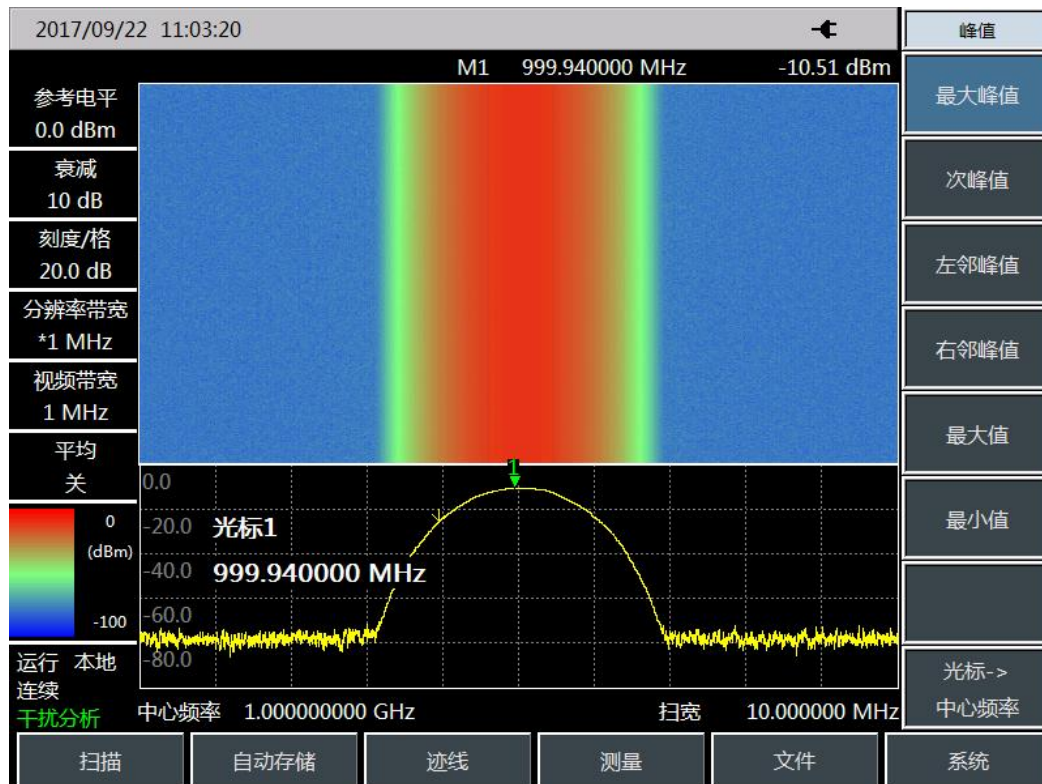 2017/09/22 11:03:20
峰值
M1 999.940000 MHz -10.51 dBm
参考电平
0.0 dBm
衰减
10 dB
刻度/格
20.0 dB
分辨率带宽
*1 MHz
视频带宽
1 MHz
平均
关
0
(dBm)
-100
运行 本地
连续
干扰分析
1
0.0
-20.0
-40.0
-60.0
-80.0
光标1
999.940000 MHz
中心频率 1.000000000 GHz 扫宽 10.000000 MHz
最大峰值
次峰值
左邻峰值
右邻峰值
最大值
最小值
光标->
中心频率
扫描 自动存储 迹线 测量 文件 系统